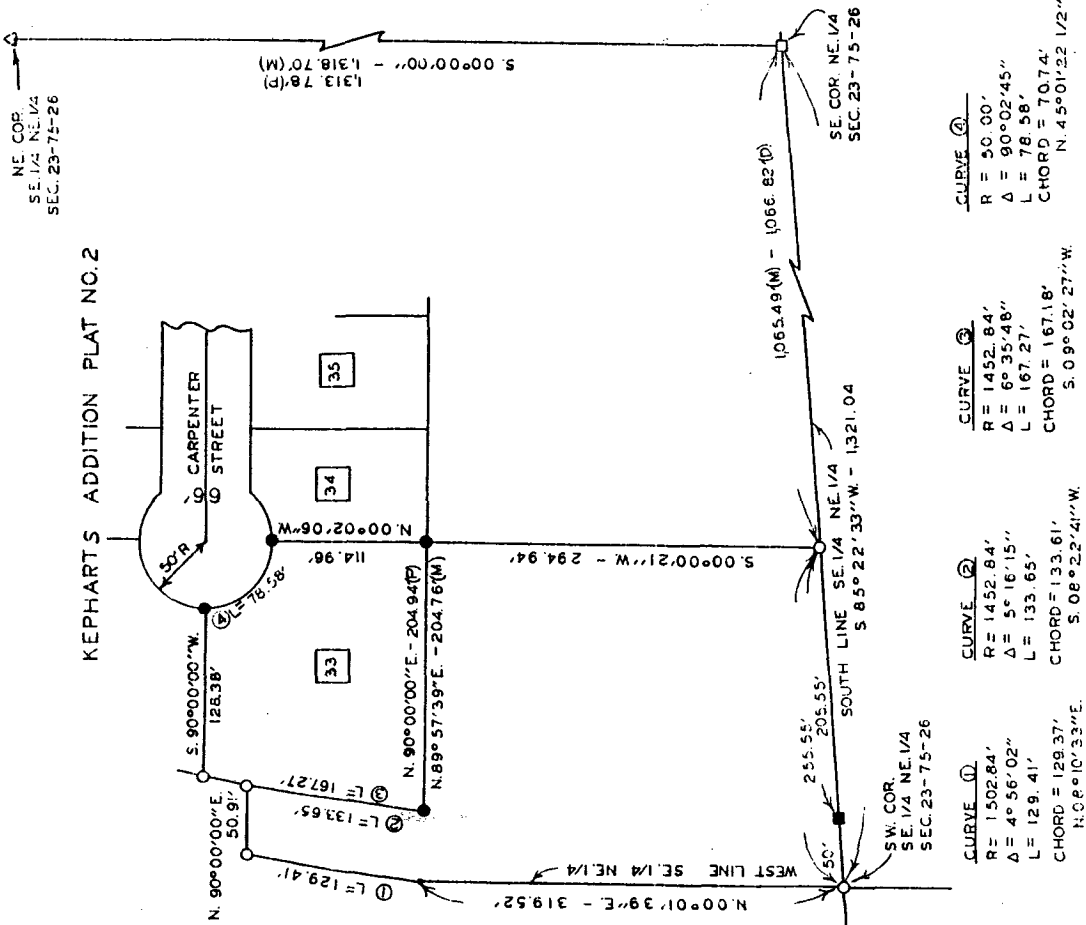 NE. COR.
SE.1/4 NE.1/4
SEC. 23-75-26
S. 00°00'00" - 1,318.70'(M)
1,313.78'(P)
KEPHARTS ADDITION PLAT NO.2
CARPENTER
STREET
66'
50'R
35
34
33
N. 00°02'06"W.
114.96'
④ L= 78.58'
S. 90°00'00"W.
128.38'
N. 90°00'00"E. - 204.94'(P)
N.89°57'39"E. - 204.76'(M)
N. 90°00'00"E.
50.91'
③ L= 167.27'
② L= 133.65'
① L= 129.41'
S.00°00'21"W. - 294.94'
SE. COR. NE.1/4
SEC. 23-75-26
1,065.49'(M) - 1,066.82'(D)
SOUTH LINE SE.1/4 NE.1/4
S 85°22'33"W. - 1,321.04
255.55'
205.55'
50'
WEST LINE SE.1/4 NE.1/4
N.00°01'39"E. - 319.52'
SW. COR.
SE.1/4 NE.1/4
SEC.23-75-26
CURVE ①
R= 1502.84'
Δ = 4° 56'02"
L = 129.41'
CHORD = 129.37'
N.08°10'33"E.
CURVE ②
R= 1452.84'
Δ = 5° 16'15"
L = 133.65'
CHORD = 133.61'
S. 08°22'41"W.
CURVE ③
R= 1452.84'
Δ = 6° 35'48"
L = 167.27'
CHORD = 167.18'
S. 09°02'27"W.
CURVE ④
R = 50.00'
Δ = 90°02'45"
L = 78.58'
CHORD = 70.74'
N.45°01'22 1/2"